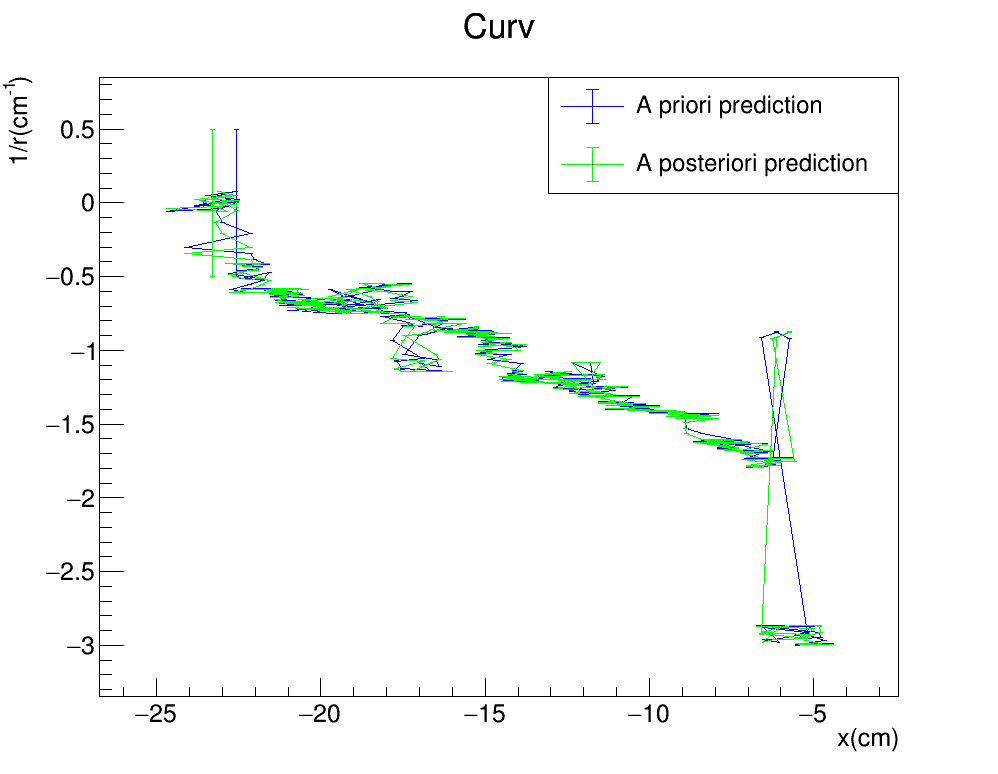 Curv
1/r(cm-1)
A priori prediction
A posteriori prediction
0.5
0
−0.5
−1
−1.5
−2
−2.5
−3
−25 −20 −15 −10 −5
x(cm)